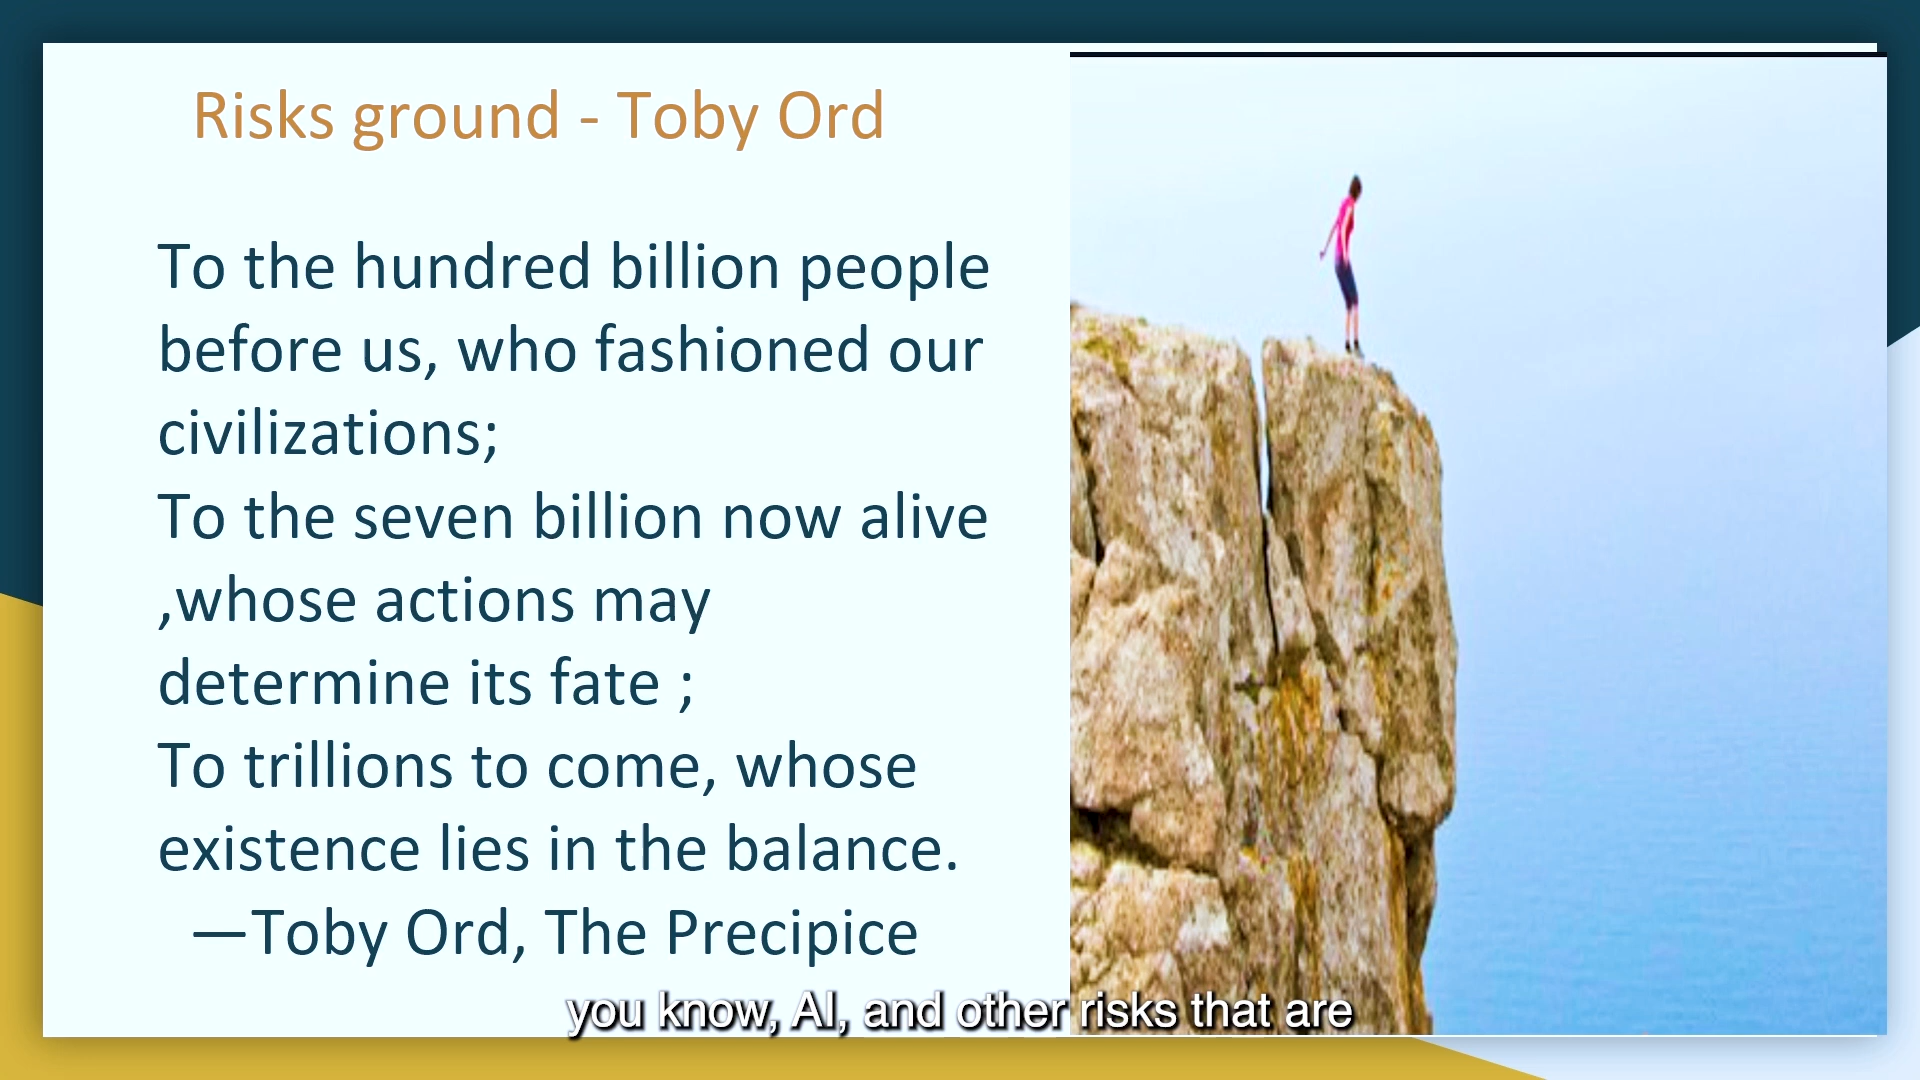 Risks ground - Toby Ord
To the hundred billion people
before us, who fashioned our
civilizations;
To the seven billion now alive
,whose actions may
determine its fate ;
To trillions to come, whose
existence lies in the balance.
—Toby Ord, The Precipice
you know, AI, and other risks that are